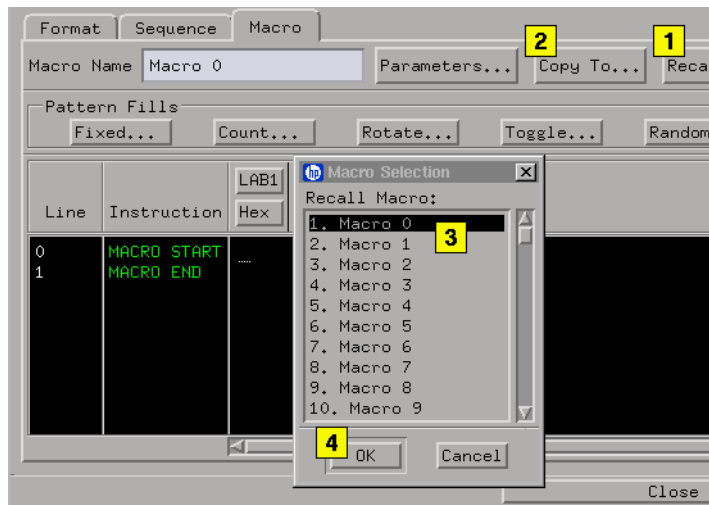 Format Sequence Macro
2 1
Macro Name Macro 0 Parameters... Copy To... Reca
Pattern Fills
Fixed... Count... Rotate... Toggle... Random
hp Macro Selection
LAB1
Recall Macro:
Line Instruction Hex
1. Macro 0
3
2. Macro 1
3. Macro 2
4. Macro 3
5. Macro 4
6. Macro 5
7. Macro 6
8. Macro 7
9. Macro 8
10. Macro 9
0 MACRO START
1 MACRO END
4
OK Cancel
Close